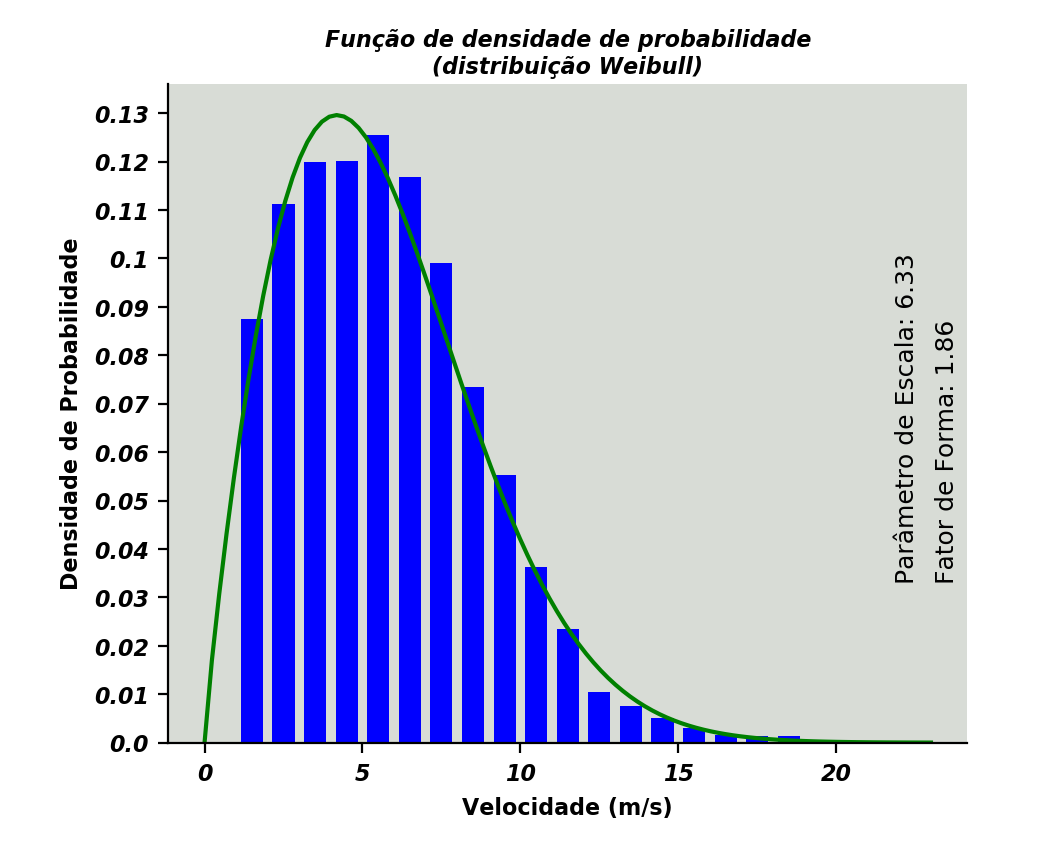 Função de densidade de probabilidade
(distribuição Weibull)
Densidade de Probabilidade
0.13
0.12
0.11
0.1
0.09
0.08
0.07
0.06
0.05
0.04
0.03
0.02
0.01
0.0
Parâmetro de Escala: 6.33
Fator de Forma: 1.86
0 5 10 15 20
Velocidade (m/s)